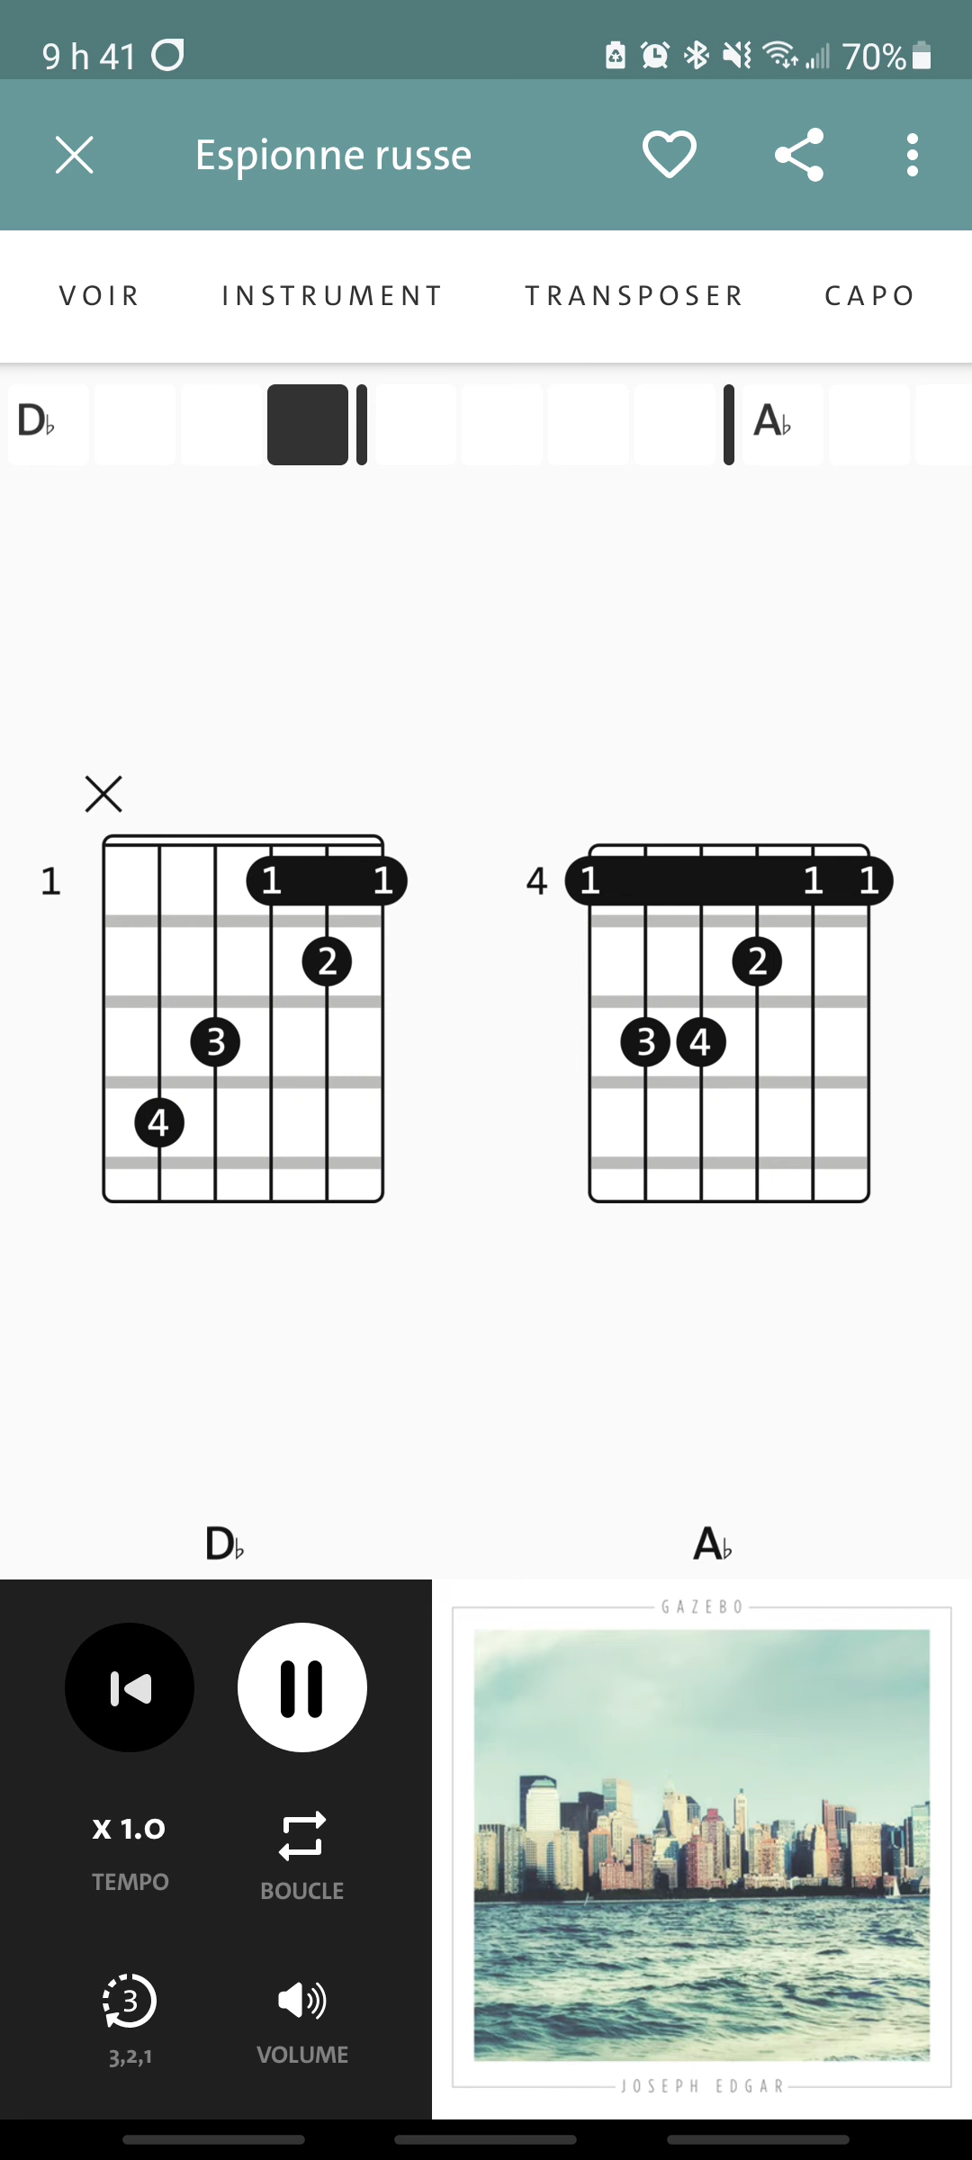 9 h 41 70%
Espionne russe
VOIR INSTRUMENT TRANSPOSER CAPO
D♭ A♭
1 1 1 4 1 1 1
2 2
3 3 4
4
D♭ A♭
GAZEBO
x 1.0
TEMPO BOUCLE
3
3,2,1 VOLUME
JOSEPH EDGAR